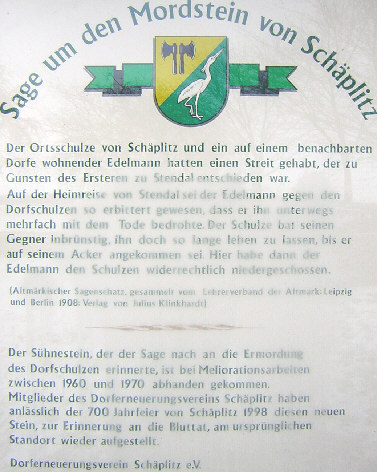 Sage um den Mordstein von Schäplitz
Der Ortsschulze von Schäplitz und ein auf einem benachbarten
Dorfe wohnender Edelmann hatten einen Streit gehabt, der zu
Gunsten des Ersteren zu Stendal entschieden war.
Auf der Heimreise von Stendal sei der Edelmann gegen den
Dorfschulzen so erbittert gewesen, dass er ihn unterwegs
mehrfach mit dem Tode bedrohte. Der Schulze bat seinen
Gegner inbrünstig, ihn doch so lange leben zu lassen, bis er
auf seinem Acker angekommen sei. Hier habe dann der
Edelmann den Schulzen widerrechtlich niedergeschossen.
(Altmärkischer Sagenschatz, gesammelt vom Lehrerverband der Altmark; Leipzig
und Berlin 1908; Verlag von Julius Klinkhardt)
Der Sühnestein, der der Sage nach an die Ermordung
des Dorfschulzen erinnerte, ist bei Meliorationsarbeiten
zwischen 1960 und 1970 abhanden gekommen.
Mitglieder des Dorferneuerungsvereins Schäplitz haben
anlässlich der 700 Jahrfeier von Schäplitz 1998 diesen neuen
Stein, zur Erinnerung an die Bluttat, am ursprünglichen
Standort wieder aufgestellt.
Dorferneuerungsverein Schäplitz e.V.